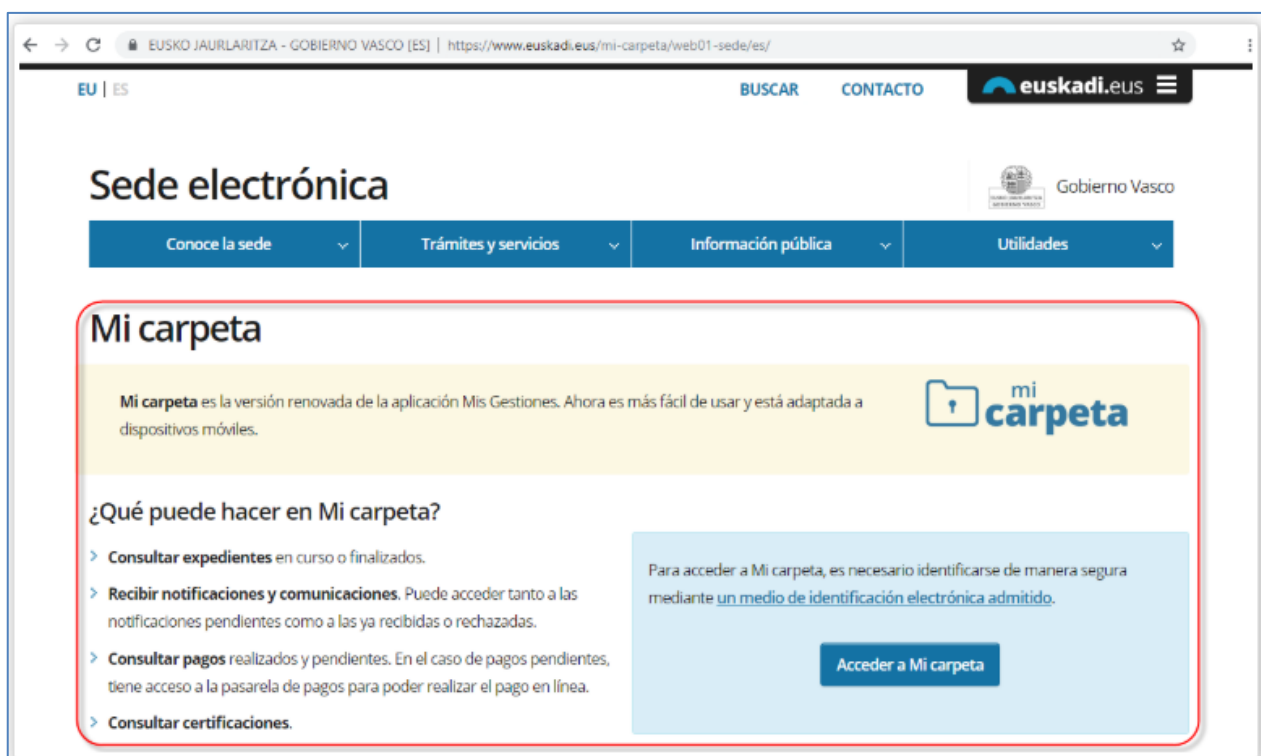 EUSKO JAURLARITZA - GOBIERNO VASCO [ES] | https://www.euskadi.eus/mi-carpeta/web01-sede/es/
EU | ES
BUSCAR CONTACTO euskadi.eus
Sede electrónica
Gobierno Vasco
Conoce la sede Trámites y servicios Información pública Utilidades
Mi carpeta
Mi carpeta es la versión renovada de la aplicación Mis Gestiones. Ahora es más fácil de usar y está adaptada a
dispositivos móviles.
mi
carpeta
¿Qué puede hacer en Mi carpeta?
Consultar expedientes en curso o finalizados.
Recibir notificaciones y comunicaciones. Puede acceder tanto a las
notificaciones pendientes como a las ya recibidas o rechazadas.
Consultar pagos realizados y pendientes. En el caso de pagos pendientes,
tiene acceso a la pasarela de pagos para poder realizar el pago en línea.
Consultar certificaciones.
Para acceder a Mi carpeta, es necesario identificarse de manera segura
mediante un medio de identificación electrónica admitido.
Acceder a Mi carpeta